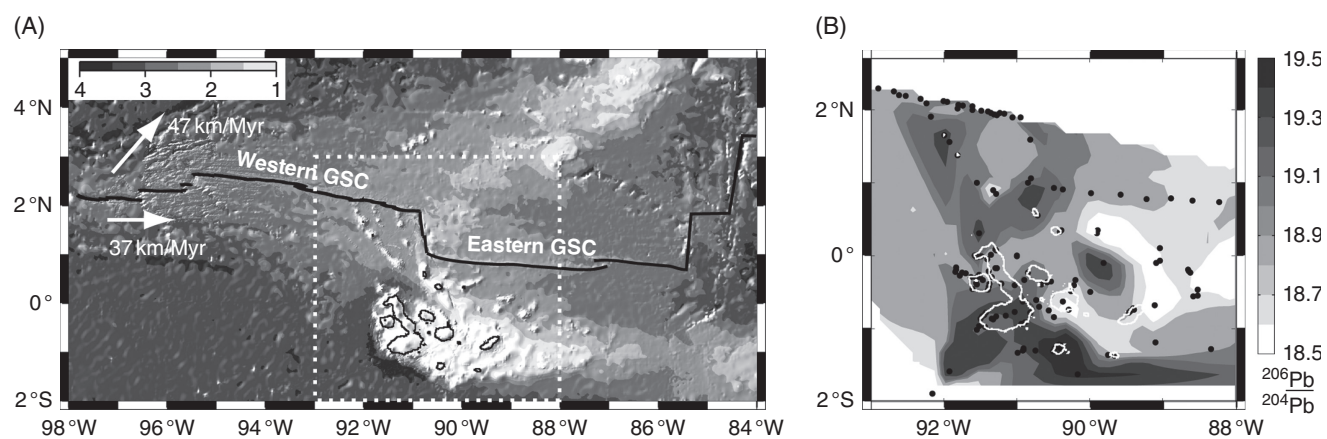 (A)
4 3 2 1
4 °N
2 °N
0 °
2 °S
47 km/Myr
37 km/Myr
Western GSC
Eastern GSC
98 °W 96 °W 94 °W 92 °W 90 °W 88 °W 86 °W 84 °W
(B)
2 °N
0 °
2 °S
92 °W 90 °W 88 °W
19.5
19.3
19.1
18.9
18.7
18.5
²⁰⁶Pb
²⁰⁴Pb